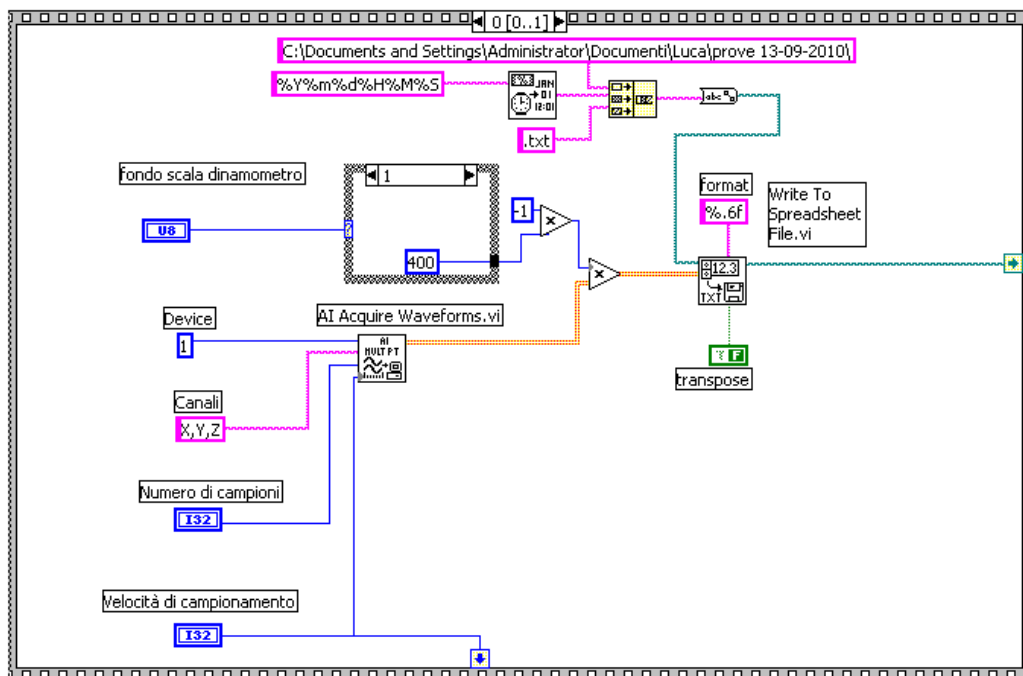 0 [0..1]
C:\Documents and Settings\Administrator\Documenti\Luca\prove 13-09-2010\
%Y%m%d%H%M%S
JAN
01
12:01
abc
.txt
fondo scala dinamometro
1
format
Write To
Spreadsheet
File.vi
%.6f
-1
U8
?
400
x
x
12.3
TXT
Device
AI Acquire Waveforms.vi
1
AI
MULT PT
F
transpose
Canali
X,Y,Z
Numero di campioni
I32
Velocità di campionamento
I32